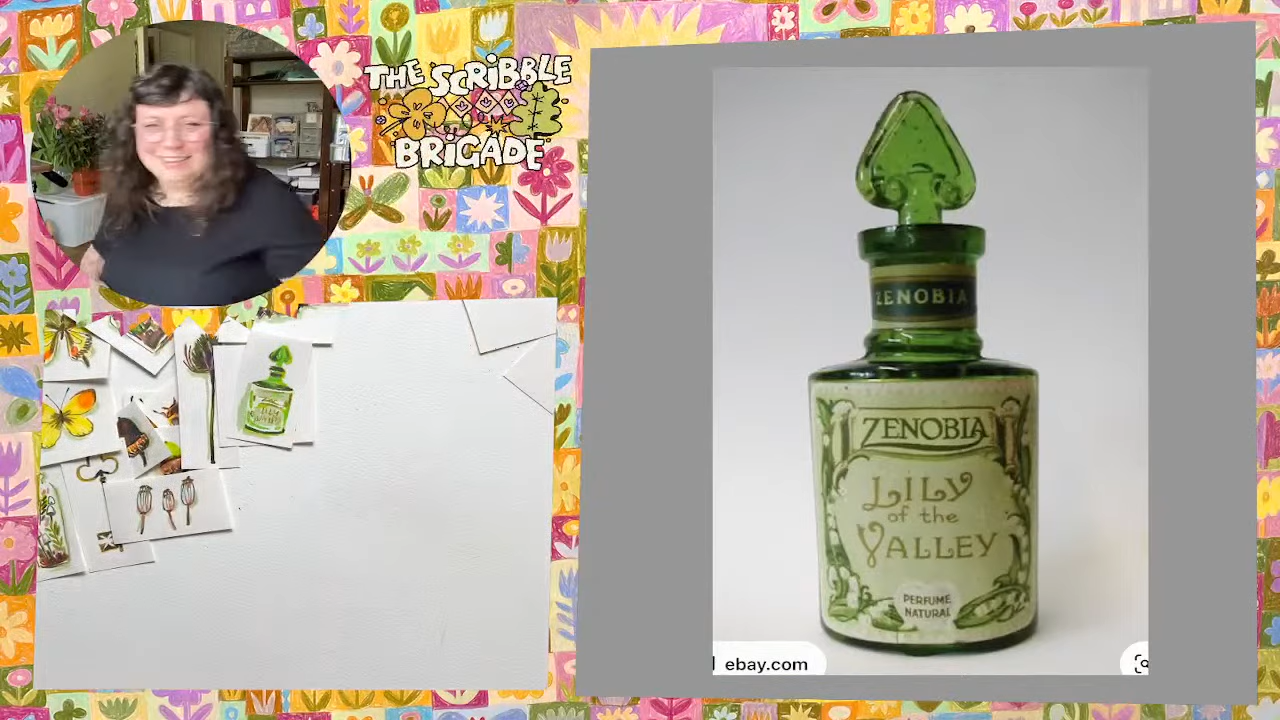 THE SCRIBBLE
BRIGADE
ZENOBIA
ZENOBIA
LILY
of the
VALLEY
PERFUME
NATURAL
ebay.com